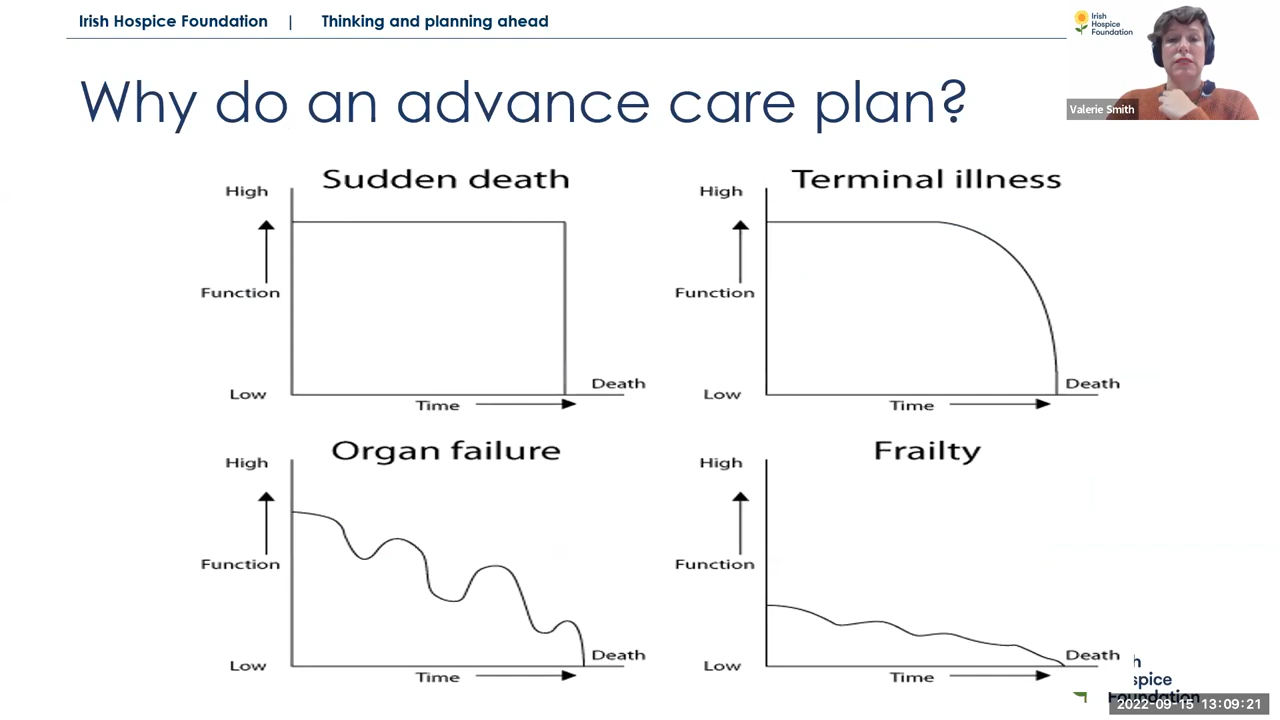 Irish Hospice Foundation | Thinking and planning ahead
Irish
Hospice
Foundation
Valerie Smith
Why do an advance care plan?
Sudden death
High
Function
Low
Time
Death
Terminal illness
High
Function
Low
Time
Death
Organ failure
High
Function
Low
Time
Death
Frailty
High
Function
Low
Time
Death
h
spice
Foundation
2022-09-15 13:09:21